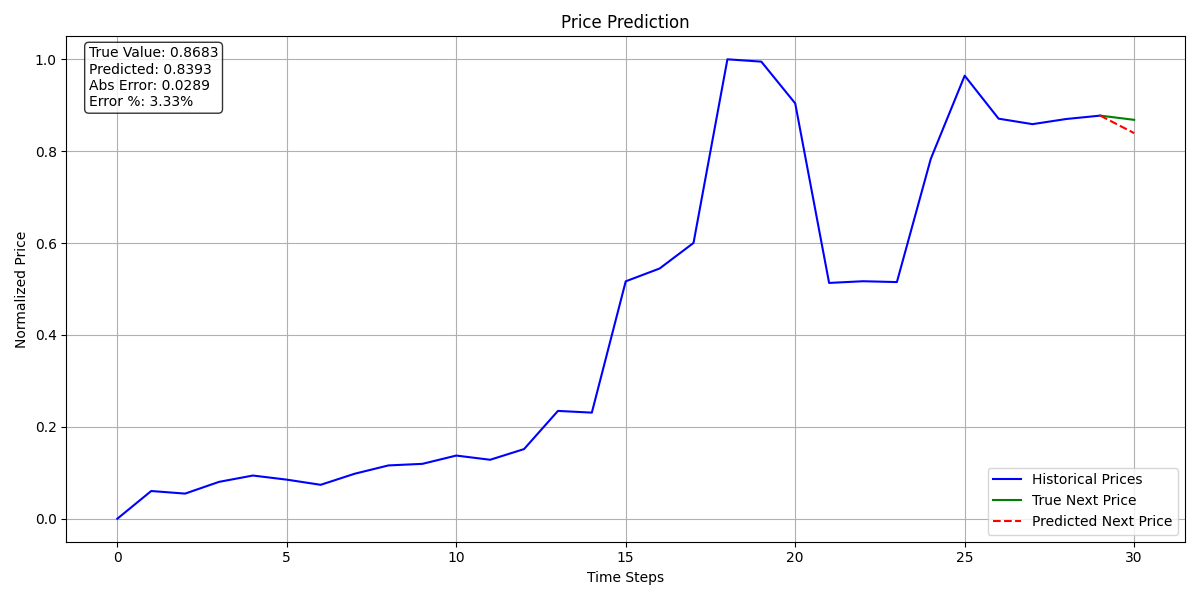 Price Prediction
True Value: 0.8683
Predicted: 0.8393
Abs Error: 0.0289
Error %: 3.33%
Normalized Price
1.0
0.8
0.6
0.4
0.2
0.0
Historical Prices
True Next Price
Predicted Next Price
0 5 10 15 20 25 30
Time Steps